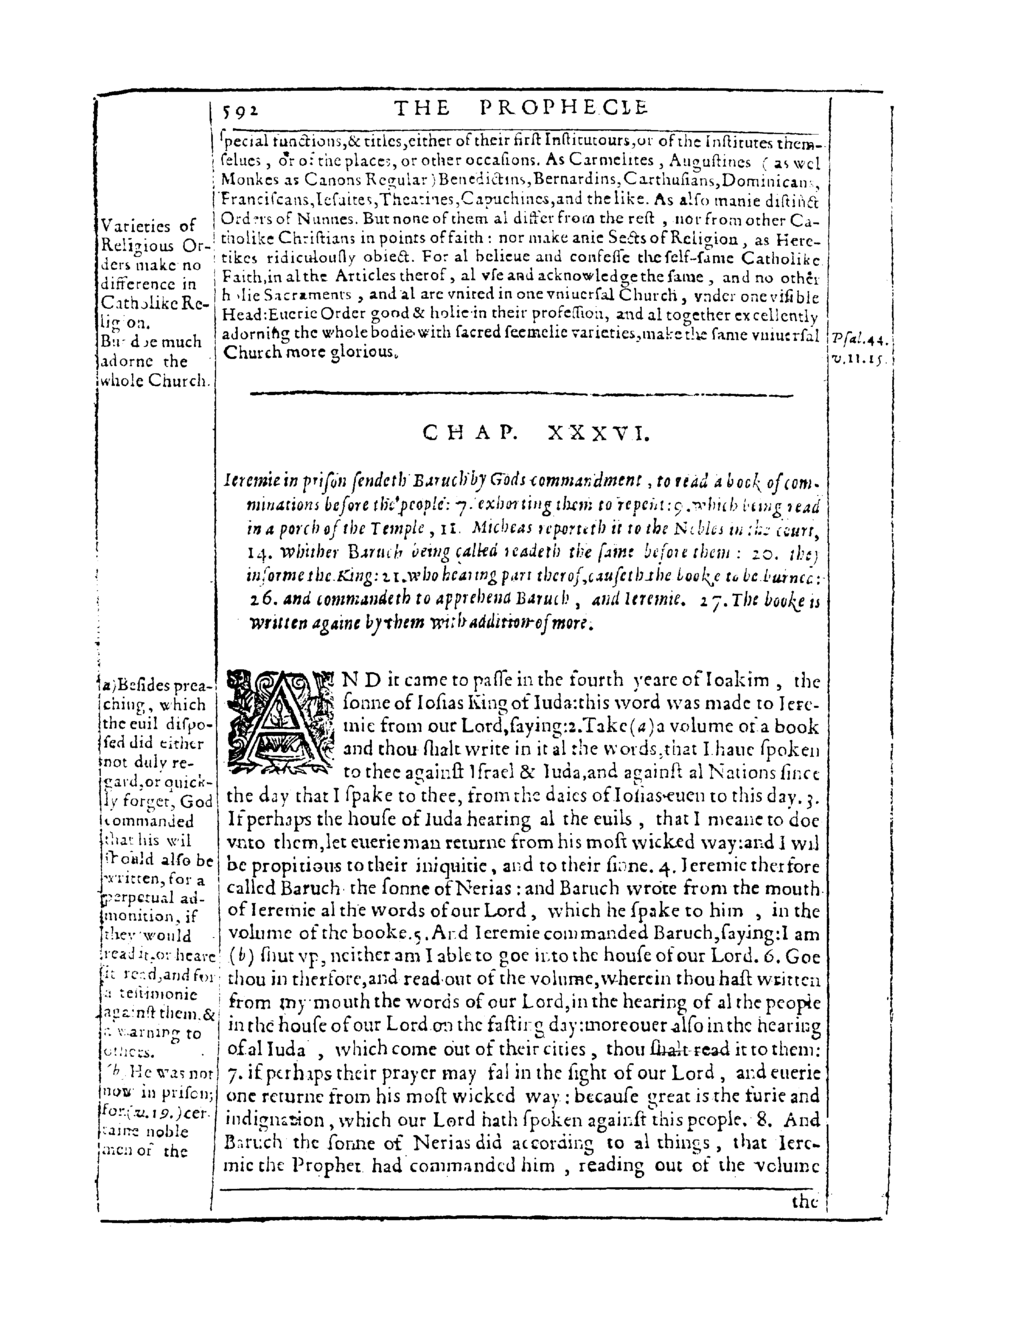 592 THE PROPHECIE
ſpecial functions,& titles,either of their firſt Inſtitutours,or of the Inſtitutes them-
ſelues, or of the places, or other occaſions. As Carmelites, Auguſtines (as wel
Monkes as Canons Regular) Benedictins,Bernardins,Carthuſians,Dominicans,
Franciſcans,Ieſuites,Theatines,Capuchines,and the like. As alſo manie diſtinct
Orders of Nunnes. But none of them al differ from the reſt, nor from other Ca-
tholike Chriſtians in points of faith: nor make anie Sects of Religion, as Here-
tikes ridiculouſly obiect. For al belieue and confeſſe the ſelf-ſame Catholike
Faith,in al the Articles therof, al vſe and acknowledge the ſame, and no other
holie Sacraments, and al are vnited in one vniuerſal Church, vnder one viſible
Head:Euerie Order good & holie in their profeſſion, and al together excellently
adorning the whole bodie with ſacred ſeemelie varieties,make the ſame vniuerſal
Church more glorious.
Varieties of
Religious Or-
ders make no
difference in
Catholike Re-
ligion.
But doe much
adorne the
whole Church.
Pſal.44.
v.11.15.
CHAP. XXXVI.
Ieremie in priſon ſendeth Baruch by Gods commandment, to read a book of com-
minations before the people: 7. exhorting them to repent: 9. which being read
in a porch of the Temple, 11. Micheas reporteth it to the Nobles in the court,
14. whither Baruch being called readeth the ſame before them: 20. they
informe the King: 21. who hearing part therof,cauſeth the booke to be burned:
26. and commandeth to apprehend Baruch, and Ieremie. 27. The booke is
written againe by them with addition of more.
AND it came to paſſe in the fourth yeare of Ioakim, the
ſonne of Ioſias King of Iuda:this word was made to Iere-
mie from our Lord,ſaying:2.Take(a)a volume of a book
and thou ſhalt write in it al the words,that I haue ſpoken
to thee againſt Iſrael & Iuda,and againſt al Nations ſince
the day that I ſpake to thee, from the daies of Ioſias euen to this day. 3.
If perhaps the houſe of Iuda hearing al the euils, that I meane to doe
vnto them,let euerie man returne from his moſt wicked way:and I wil
be propitious to their iniquitie, and to their ſinne. 4. Ieremie therfore
called Baruch the ſonne of Nerias: and Baruch wrote from the mouth
of Ieremie al the words of our Lord, which he ſpake to him, in the
volume of the booke.5. And Ieremie commanded Baruch,ſaying:I am
(b) ſhut vp, neither am I able to goe into the houſe of our Lord. 6. Goe
thou in therfore,and read out of the volume,wherein thou haſt written
from my mouth the words of our Lord,in the hearing of al the people
in the houſe of our Lord on the faſting day:moreouer alſo in the hearing
of al Iuda, which come out of their cities, thou ſhalt read it to them:
7. if perhaps their prayer may fal in the ſight of our Lord, and euerie
one returne from his moſt wicked way: becauſe great is the furie and
indignation, which our Lord hath ſpoken againſt this people. 8. And
Baruch the ſonne of Nerias did according to al things, that Iere-
mie the Prophet had commanded him, reading out of the volume
the
a)Beſides prea-
ching, which
the euil diſpo-
ſed did either
not duly re-
gard,or quick-
ly forget, God
commanded
that his wil
ſhould alſo be
written, for a
perpetual ad-
monition, if
they would
read it,or heare
it read,and for
a teſtimonie
againſt them,&
a warning to
others.
b He was not
now in priſon;
for (v.19.)cer-
taine noble
men of the